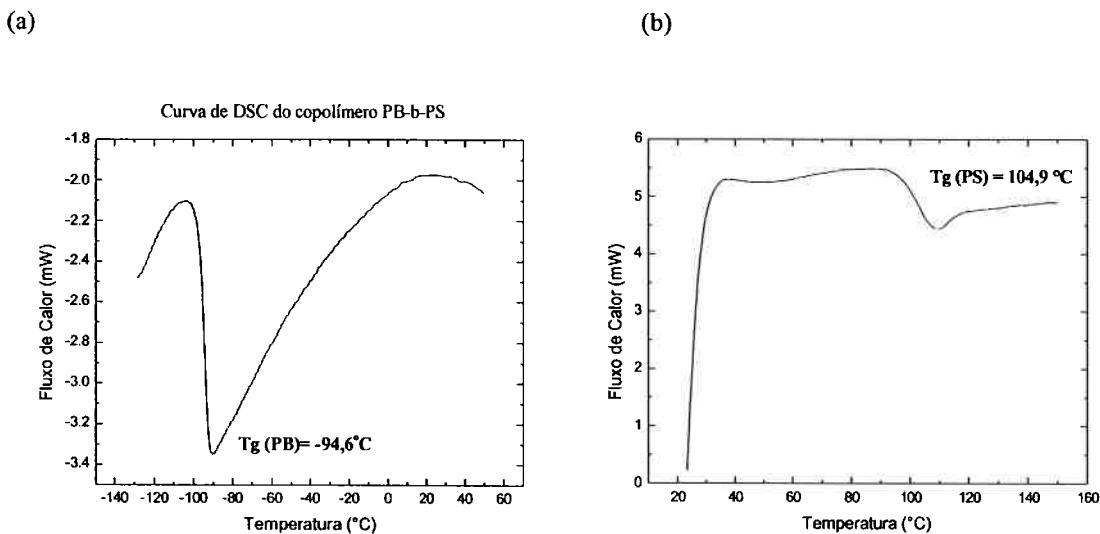 (a)
(b)
Curva de DSC do copolímero PB-b-PS
-1.8
-2.0
-2.2
-2.4
-2.6
-2.8
-3.0
-3.2
-3.4
Fluxo de Calor (mW)
Tg (PB)= -94,6°C
-140 -120 -100 -80 -60 -40 -20 0 20 40 60
Temperatura (°C)
6
5
4
3
2
1
0
Fluxo de Calor (mW)
Tg (PS) = 104,9 °C
20 40 60 80 100 120 140 160
Temperatura (°C)